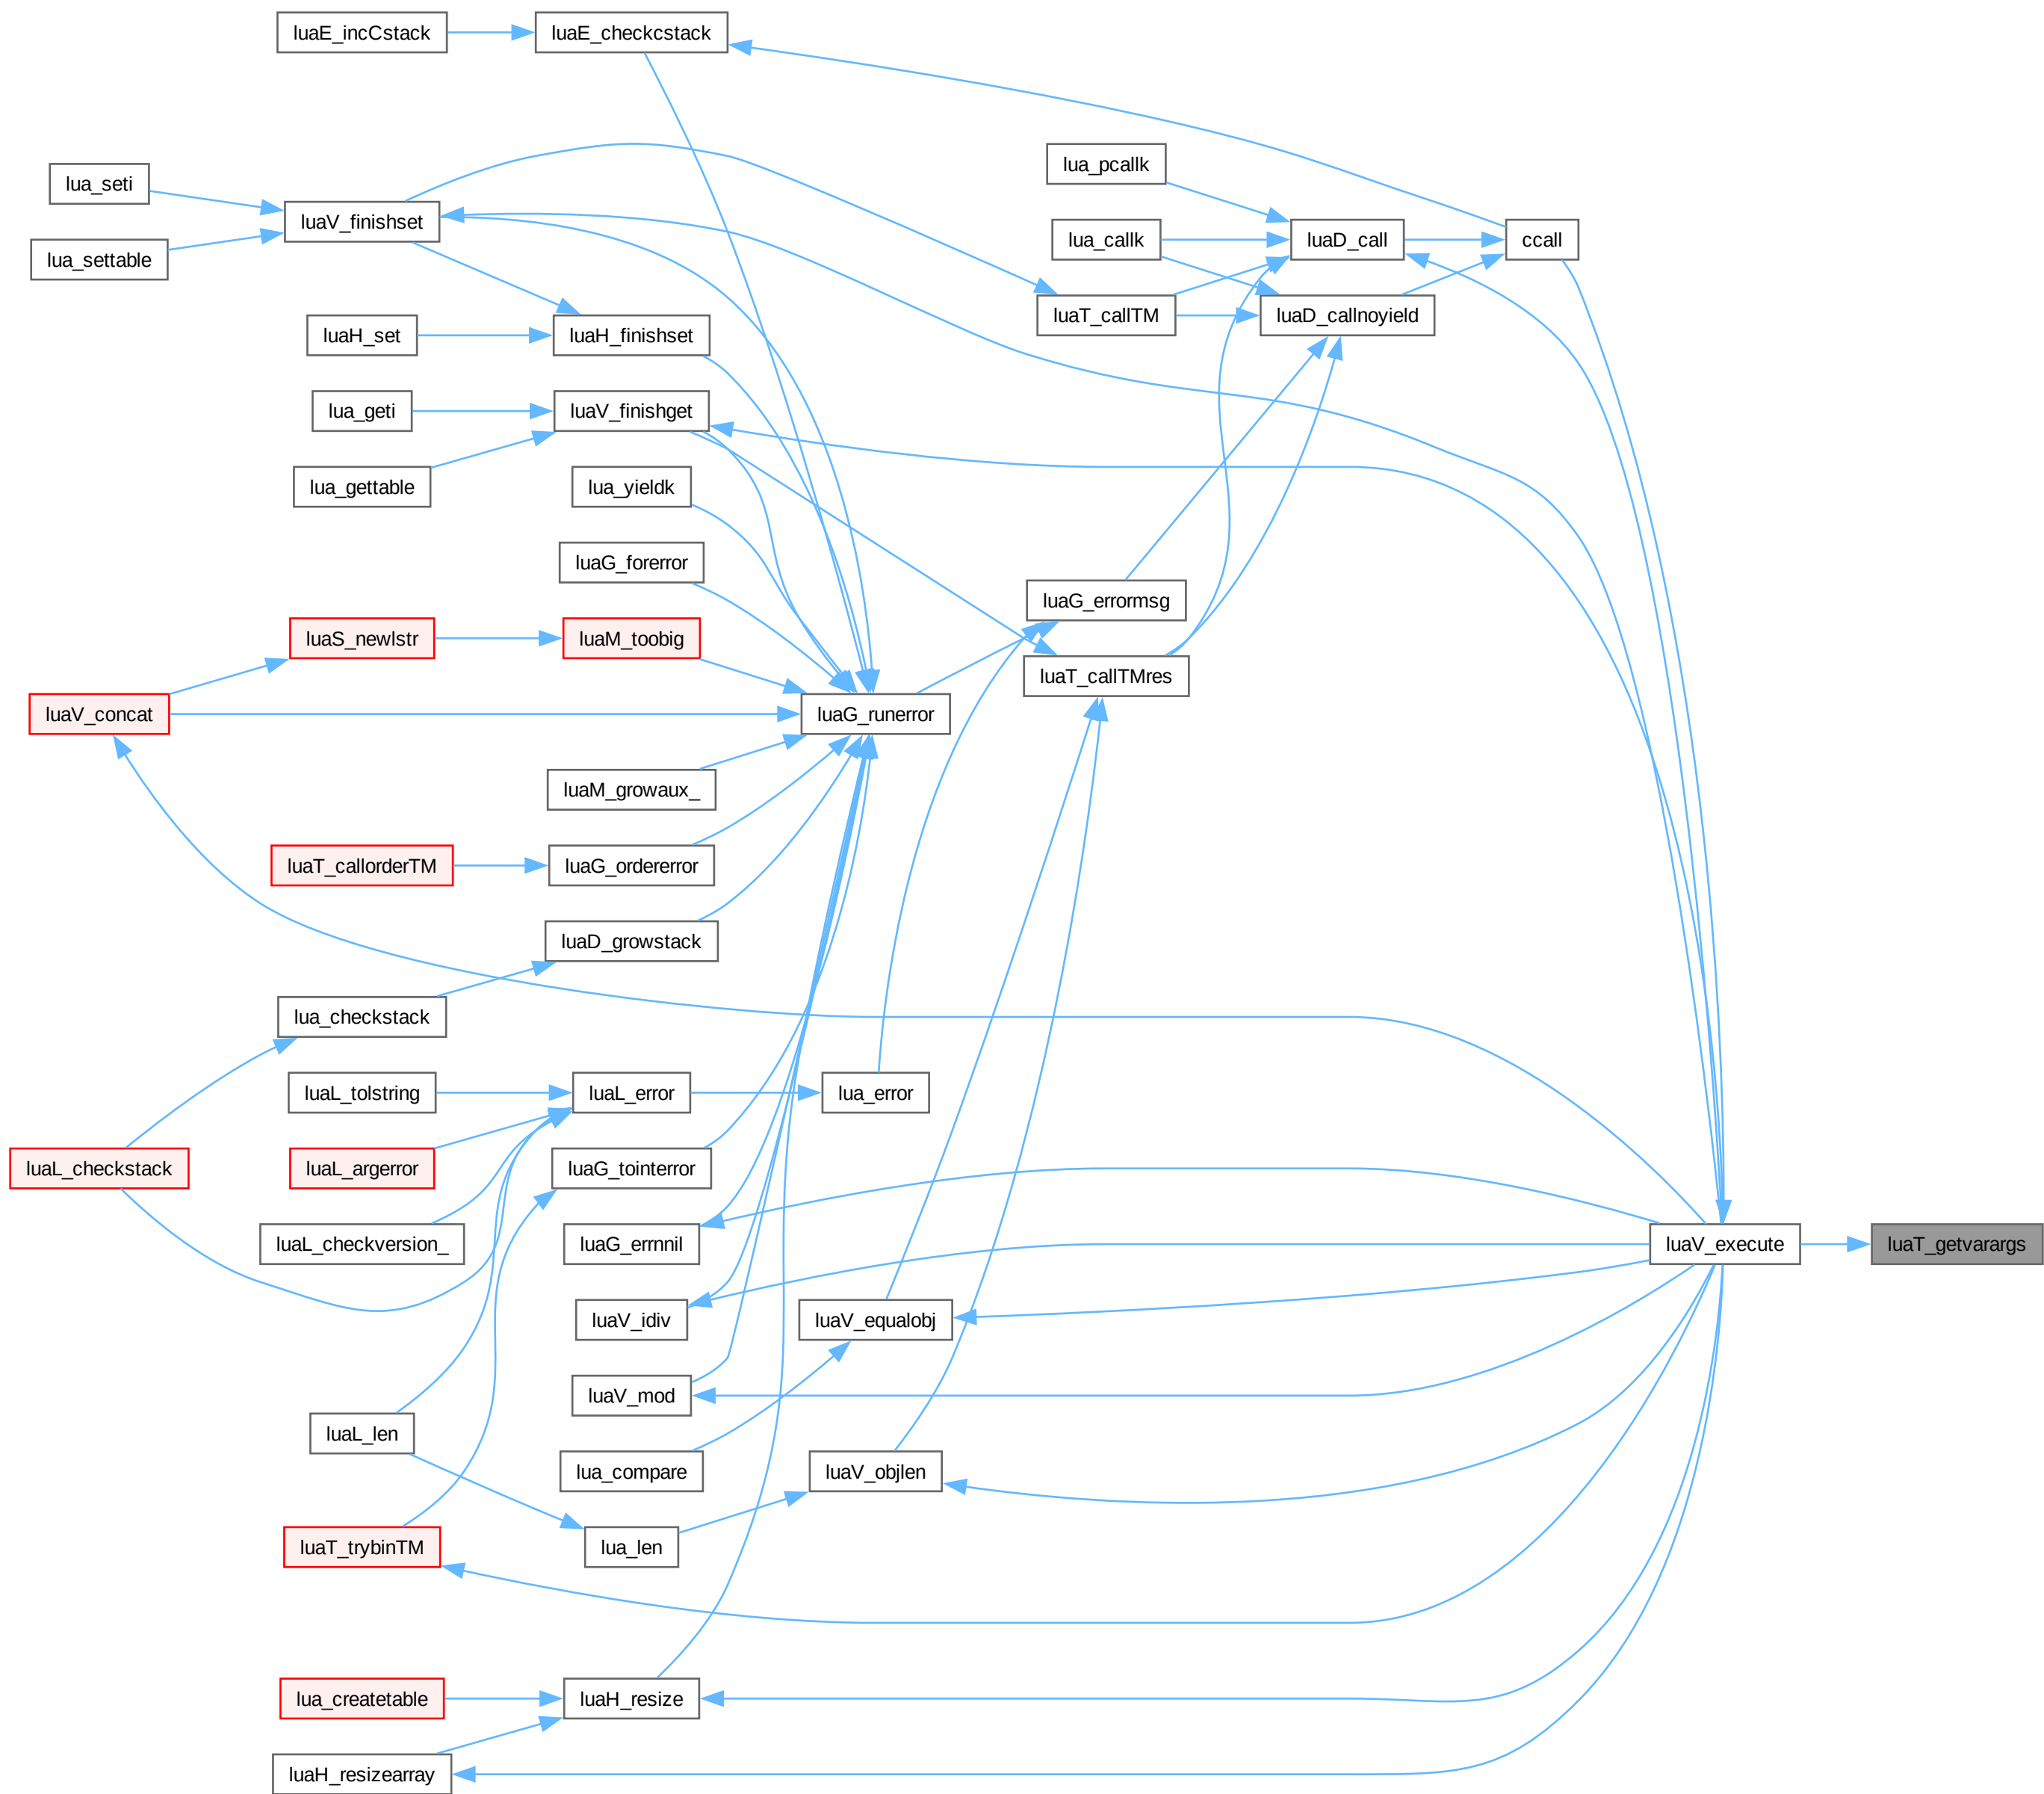 luaE_incCstack
luaE_checkcstack
lua_pcallk
lua_seti
luaV_finishset
lua_callk
luaD_call
ccall
lua_settable
luaT_callTM
luaD_callnoyield
luaH_set
luaH_finishset
lua_geti
luaV_finishget
lua_gettable
lua_yieldk
luaG_forerror
luaG_errormsg
luaS_newlstr
luaM_toobig
luaT_callTMres
luaV_concat
luaG_runerror
luaM_growaux_
luaT_callorderTM
luaG_ordererror
luaD_growstack
lua_checkstack
luaL_tolstring
luaL_error
lua_error
luaL_checkstack
luaL_argerror
luaG_tointerror
luaL_checkversion_
luaG_errnnil
luaV_execute
luaT_getvarargs
luaV_idiv
luaV_equalobj
luaV_mod
luaL_len
lua_compare
luaV_objlen
luaT_trybinTM
lua_len
lua_createtable
luaH_resize
luaH_resizearray